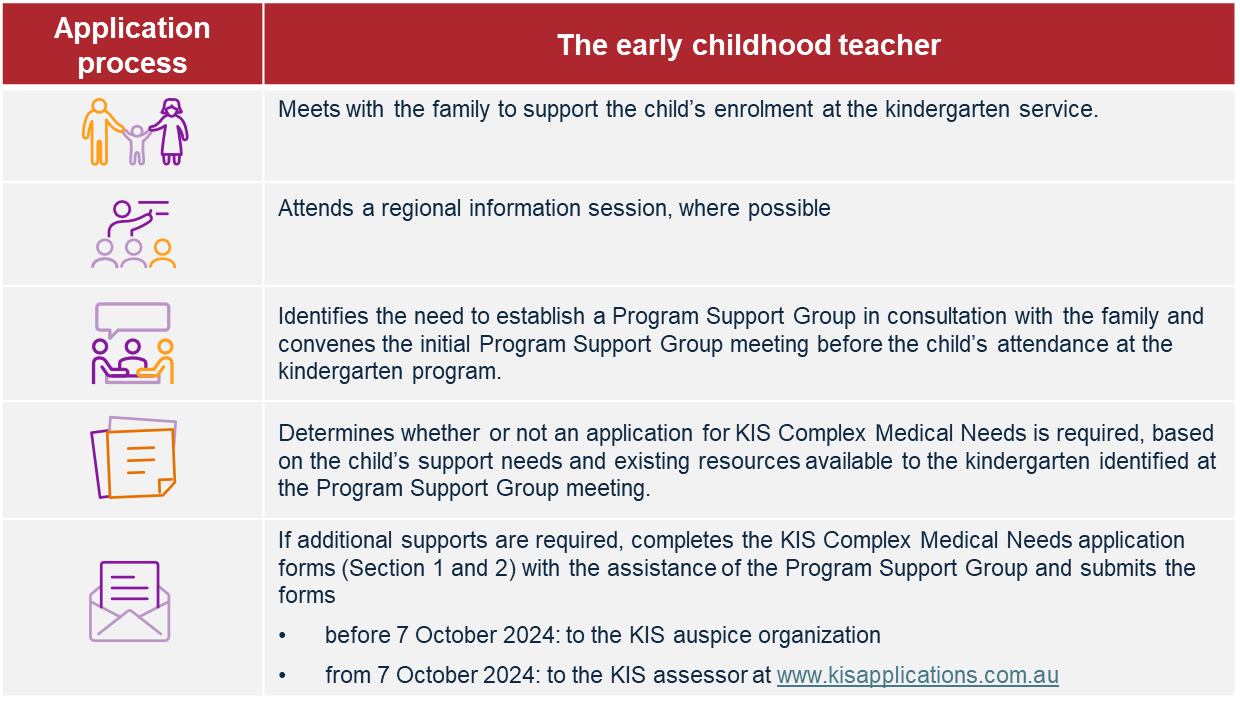 Application
process
The early childhood teacher
Meets with the family to support the child's enrolment at the kindergarten service.
Attends a regional information session, where possible
Identifies the need to establish a Program Support Group in consultation with the family and
convenes the initial Program Support Group meeting before the child's attendance at the
kindergarten program.
Determines whether or not an application for KIS Complex Medical Needs is required, based
on the child's support needs and existing resources available to the kindergarten identified at
the Program Support Group meeting.
If additional supports are required, completes the KIS Complex Medical Needs application
forms (Section 1 and 2) with the assistance of the Program Support Group and submits the
forms
• before 7 October 2024: to the KIS auspice organization
• from 7 October 2024: to the KIS assessor at www.kisapplications.com.au